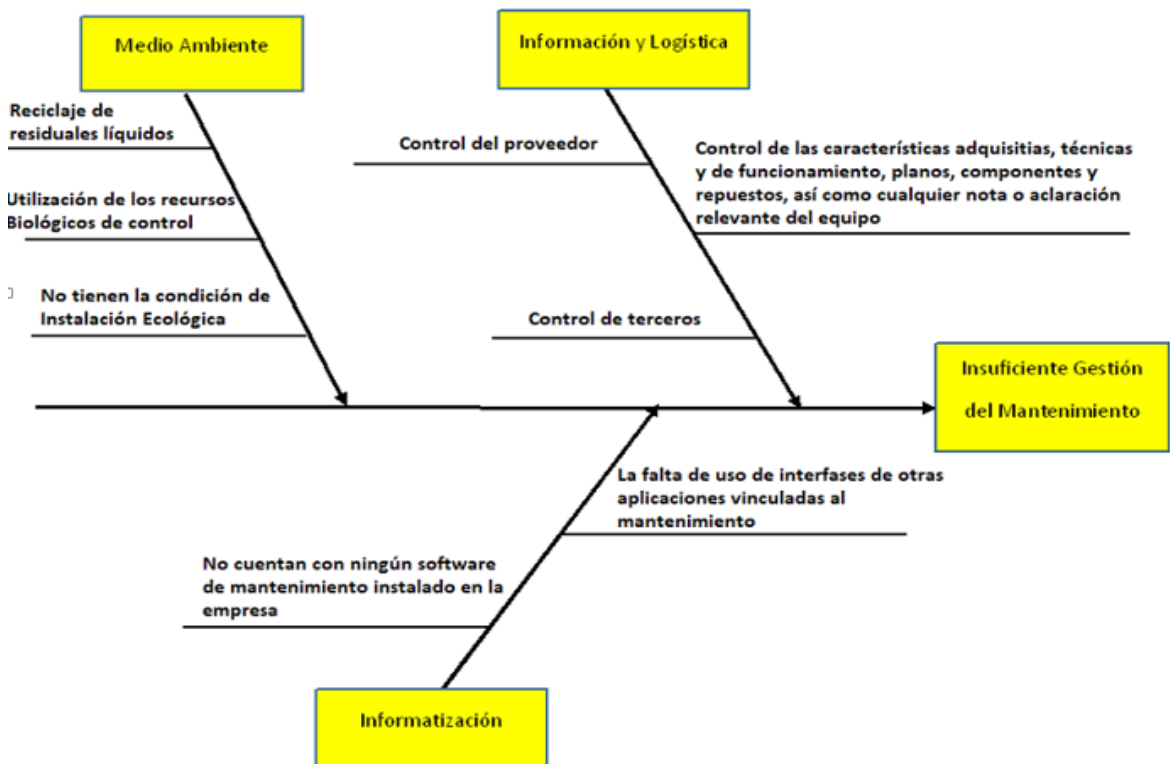 Medio Ambiente
Información y Logística
Reciclaje de
residuales líquidos
Control del proveedor
Control de las características adquisitias, técnicas
y de funcionamiento, planos, componentes y
repuestos, así como cualquier nota o aclaración
relevante del equipo
Utilización de los recursos
Biológicos de control
No tienen la condición de
Instalación Ecológica
Control de terceros
Insuficiente Gestión
del Mantenimiento
La falta de uso de interfases de otras
aplicaciones vinculadas al
mantenimiento
No cuentan con ningún software
de mantenimiento instalado en la
empresa
Informatización